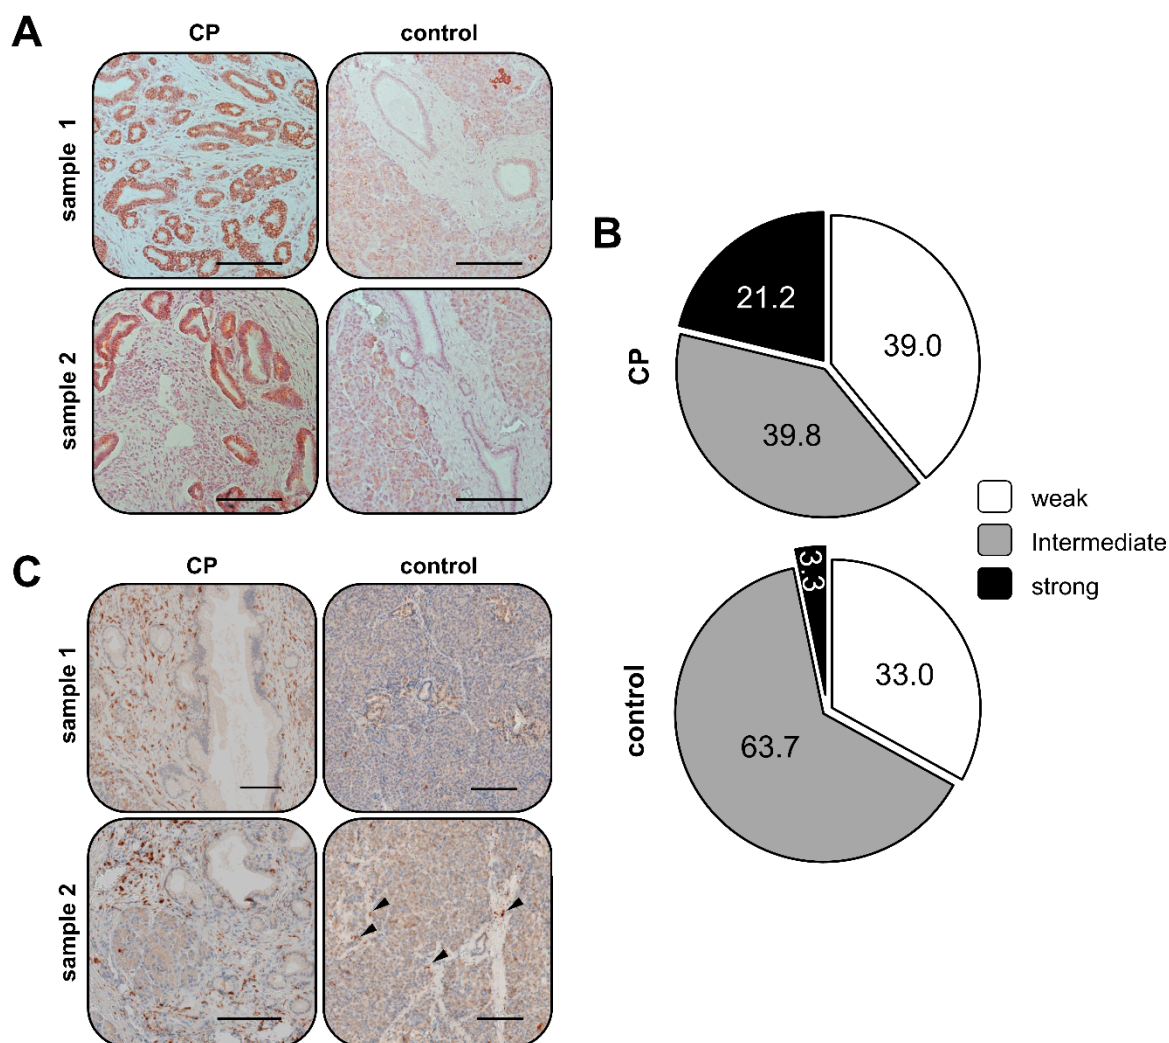 A
CP
control
sample 1
sample 2
B
CP
21.2
39.0
39.8
weak
Intermediate
strong
control
3.3
33.0
63.7
C
CP
control
sample 1
sample 2